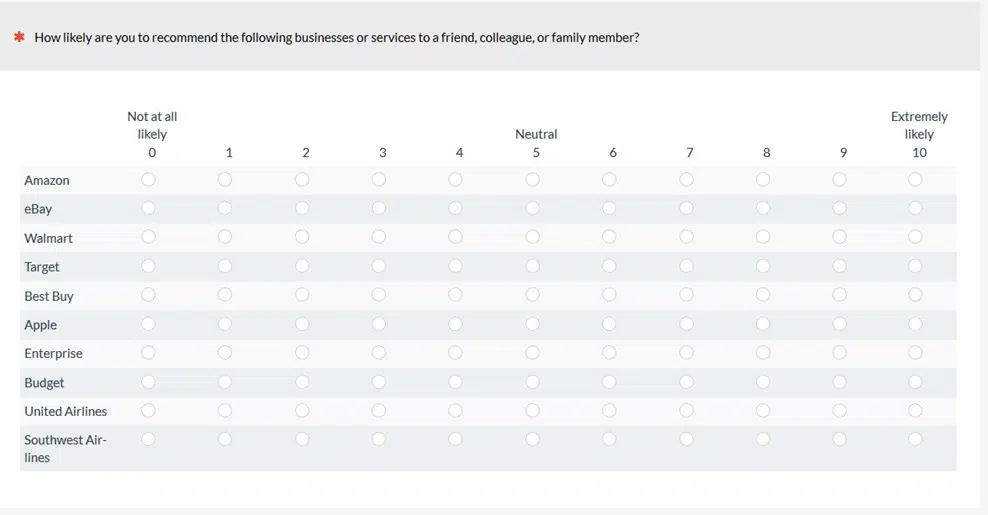 * How likely are you to recommend the following businesses or services to a friend, colleague, or family member?
Not at all Extremely
likely Neutral likely
0 1 2 3 4 5 6 7 8 9 10
Amazon
eBay
Walmart
Target
Best Buy
Apple
Enterprise
Budget
United Airlines
Southwest Air-
lines